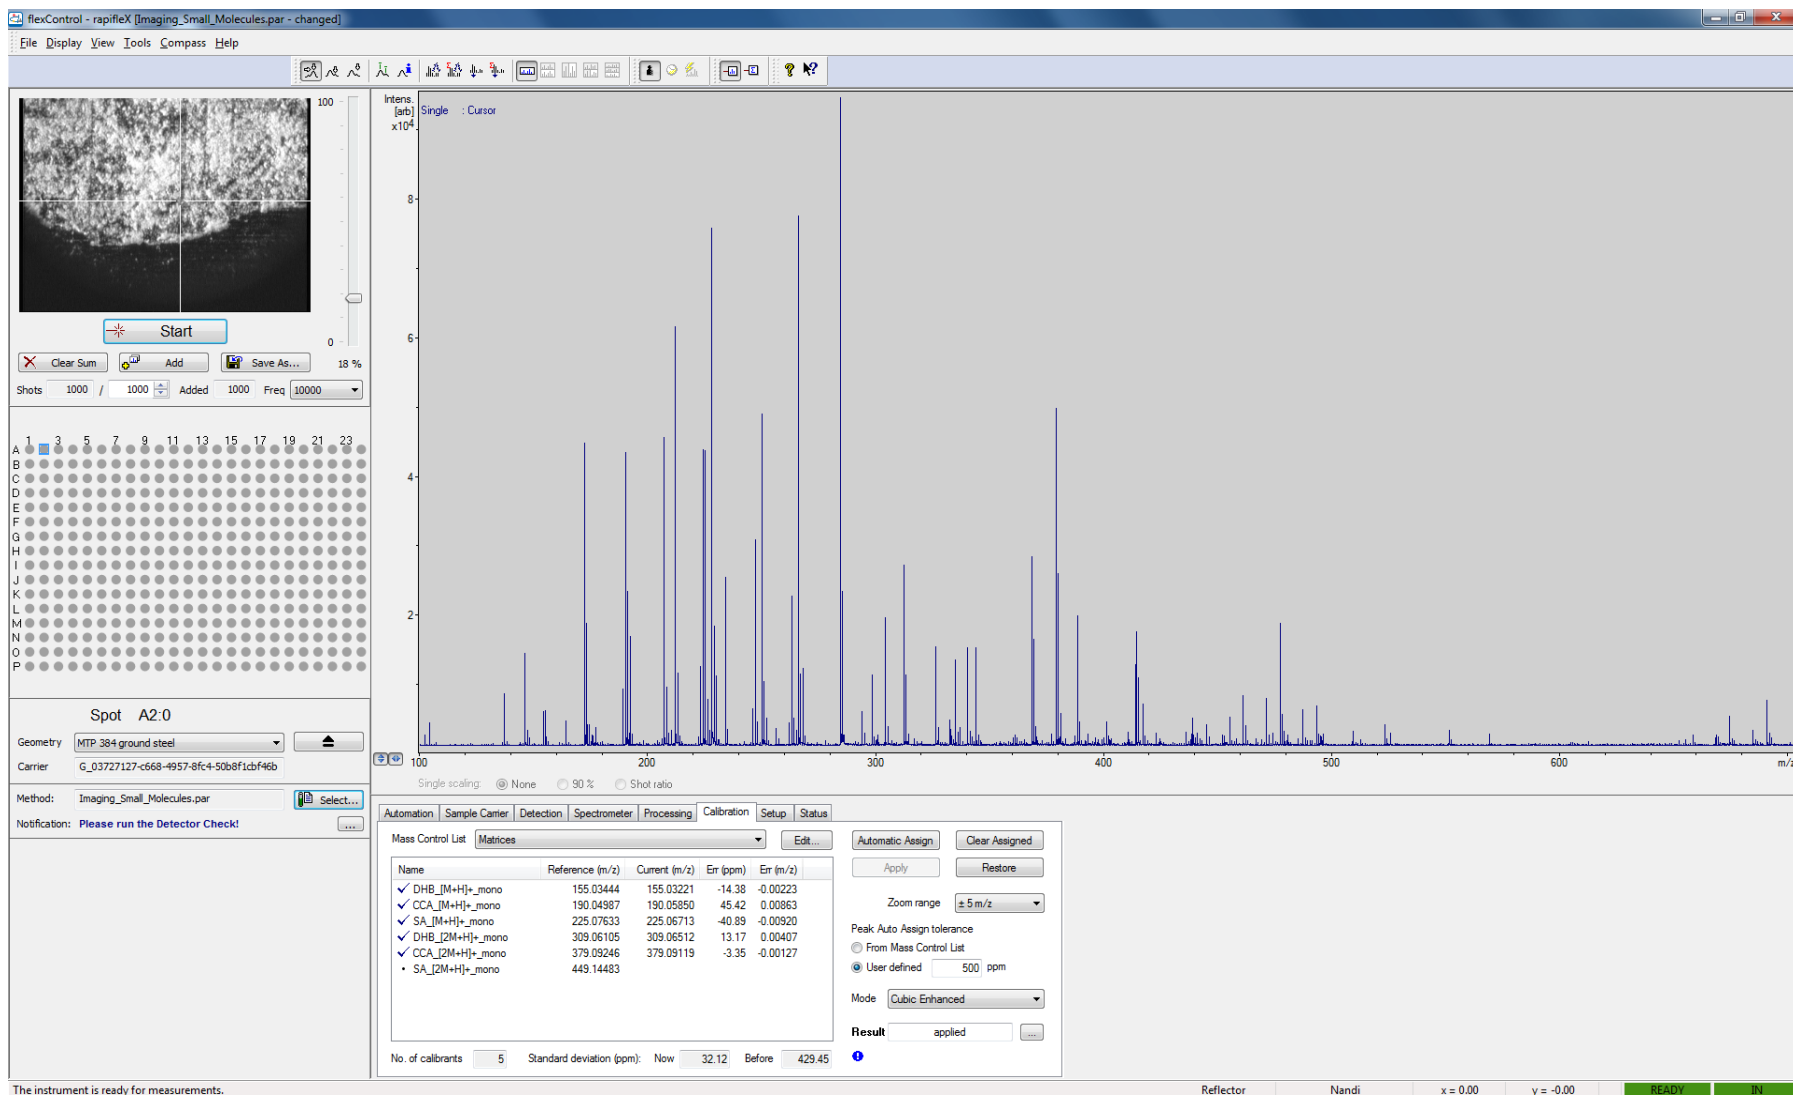 flexControl - rapifleX [Imaging_Small_Molecules.par - changed]
File Display View Tools Compass Help
100
0
18 %
Start
Clear Sum Add Save As...
Shots 1000 / 1000 Added 1000 Freq 10000
1 3 5 7 9 11 13 15 17 19 21 23
A
B
C
D
E
F
G
H
I
J
K
L
M
N
O
P
Spot A2:0
Geometry MTP 384 ground steel
Carrier G_03727127-c668-4957-8fc4-50b8f1cbf46b
Method: Imaging_Small_Molecules.par Select...
Notification: Please run the Detector Check! ...
Intens.
[arb]
x10^4
Single : Cursor
8
6
4
2
100 200 300 400 500 600 m/z
Single scaling: None 90 % Shot ratio
Automation Sample Carrier Detection Spectrometer Processing Calibration Setup Status
Mass Control List Matrices Edit...
Name Reference (m/z) Current (m/z) Err (ppm) Err (m/z)
DHB_[M+H]+_mono 155.03444 155.03221 -14.38 -0.00223
CCA_[M+H]+_mono 190.04987 190.05850 45.42 0.00863
SA_[M+H]+_mono 225.07633 225.06713 -40.89 -0.00920
DHB_[2M+H]+_mono 309.06105 309.06512 13.17 0.00407
CCA_[2M+H]+_mono 379.09246 379.09119 -3.35 -0.00127
SA_[2M+H]+_mono 449.14483
No. of calibrants 5 Standard deviation (ppm): Now 32.12 Before 429.45
Automatic Assign Clear Assigned
Apply Restore
Zoom range ± 5 m/z
Peak Auto Assign tolerance
From Mass Control List
User defined 500 ppm
Mode Cubic Enhanced
Result applied ...
The instrument is ready for measurements. Reflector Nandi x = 0.00 y = -0.00 READY IN